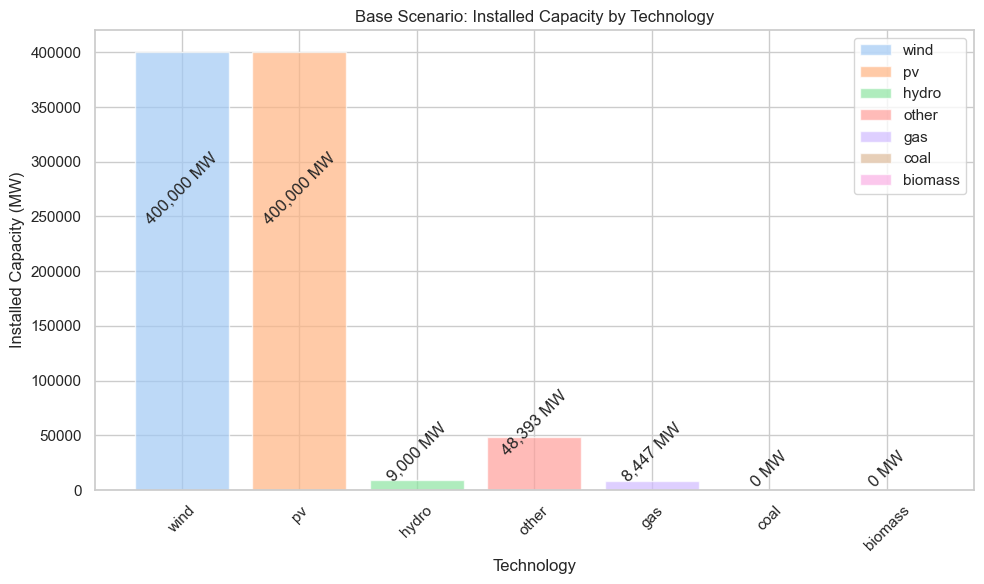 Base Scenario: Installed Capacity by Technology
Installed Capacity (MW)
400000
350000
300000
250000
200000
150000
100000
50000
0
400,000 MW
400,000 MW
9,000 MW
48,393 MW
8,447 MW
0 MW
0 MW
wind
pv
hydro
other
gas
coal
biomass
wind
pv
hydro
other
gas
coal
biomass
Technology